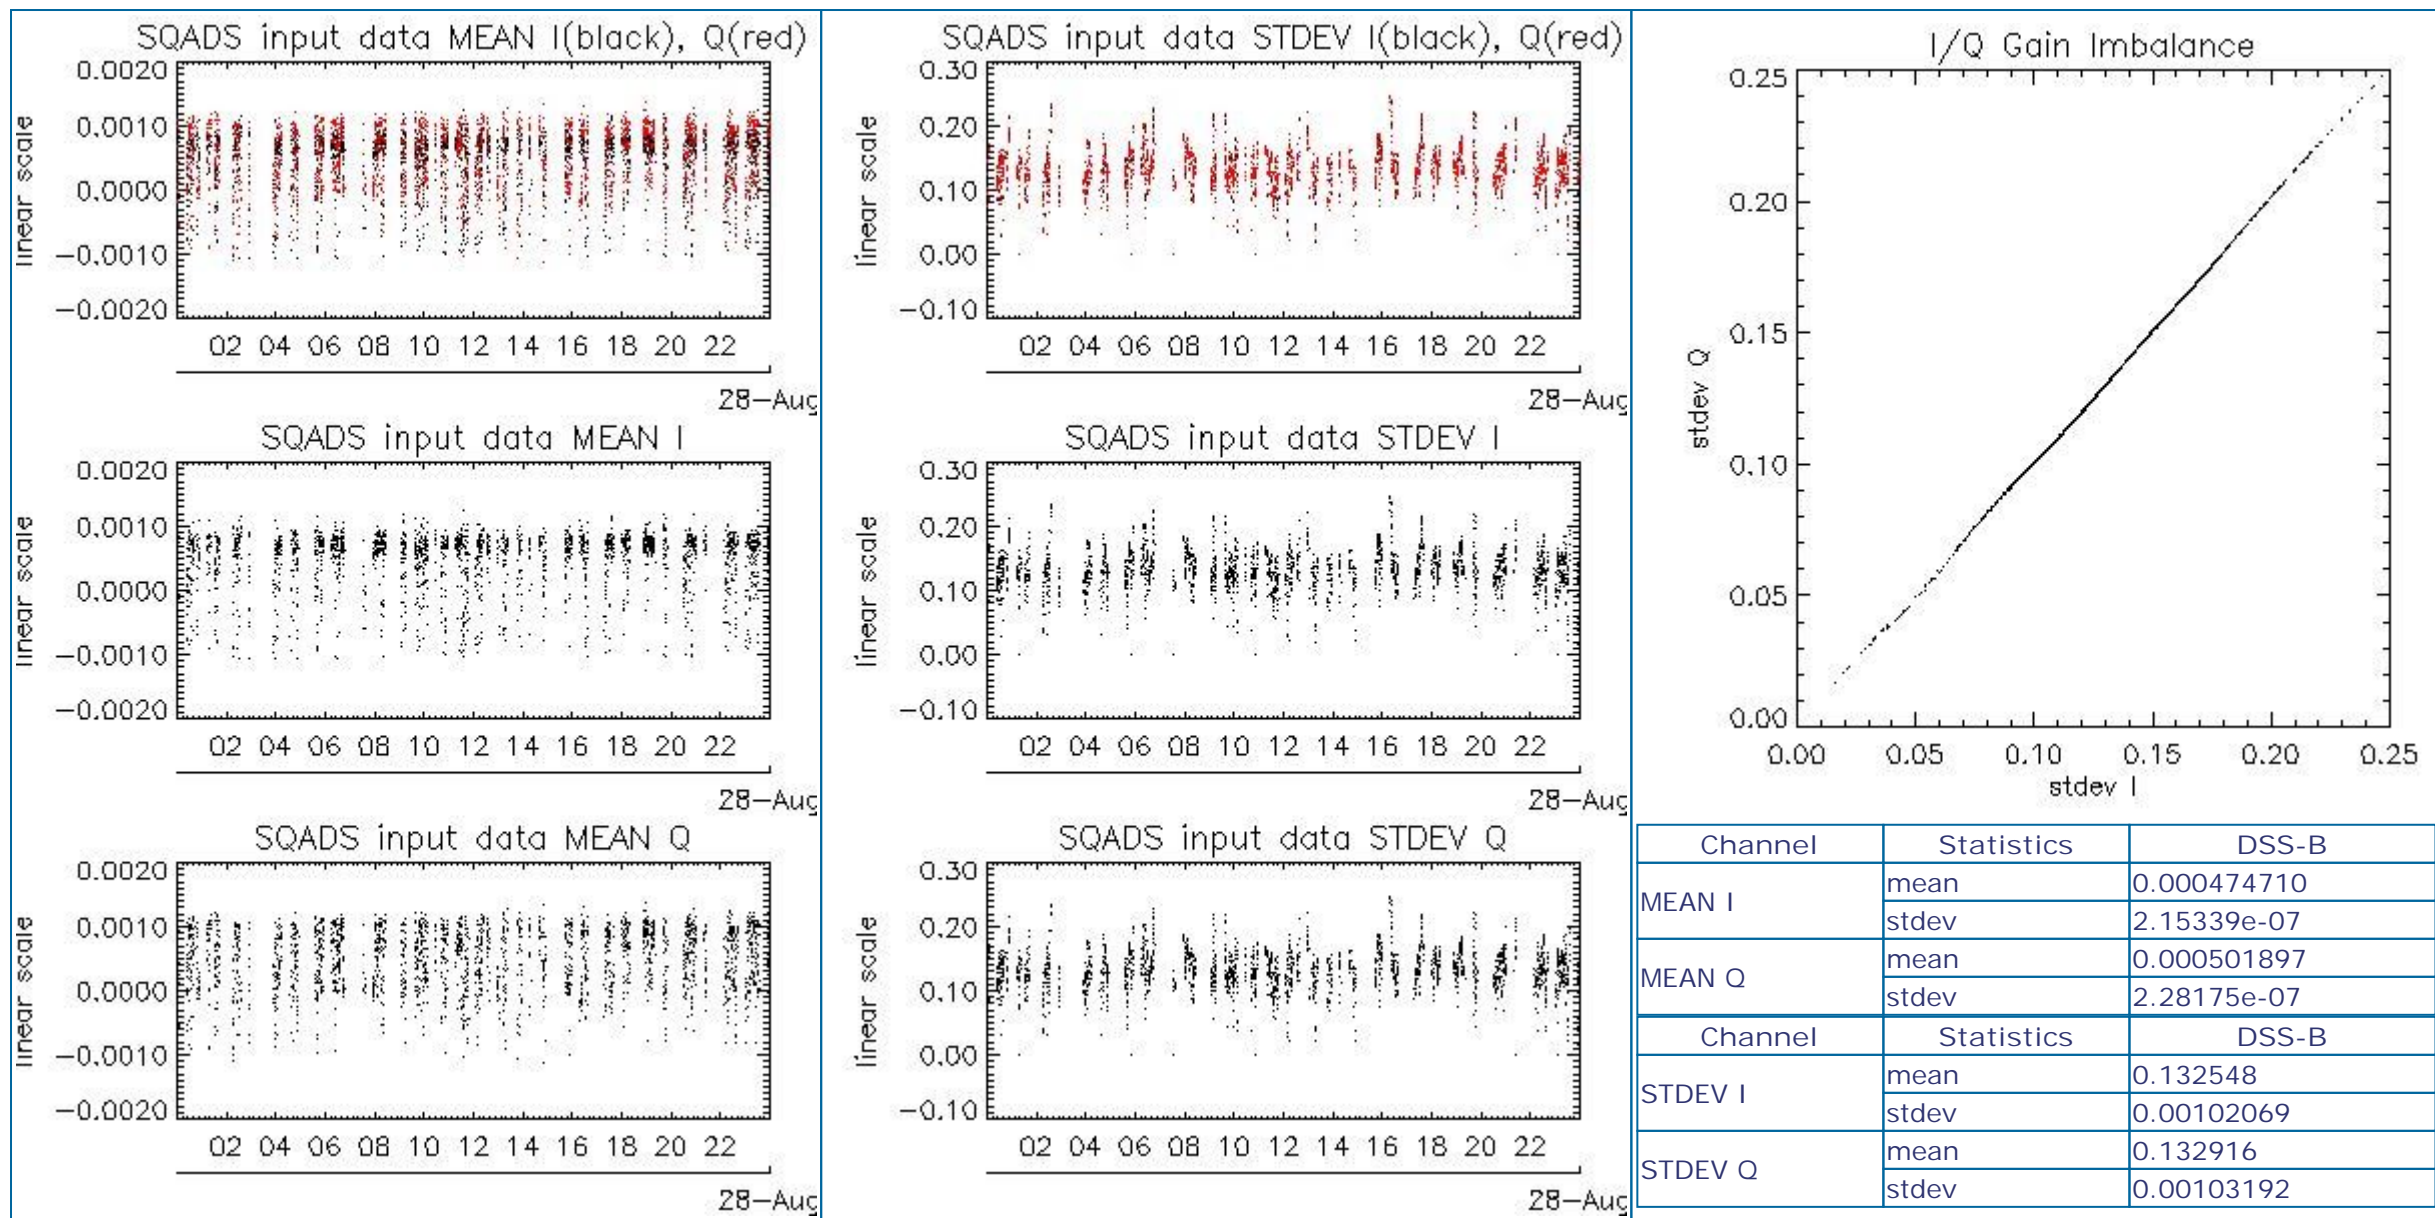 SQADS input data MEAN I(black), Q(red)
0.0020
0.0010
0.0000
−0.0010
−0.0020
linear scale
02 04 06 08 10 12 14 16 18 20 22
28−Aug
SQADS input data MEAN I
0.0020
0.0010
0.0000
−0.0010
−0.0020
linear scale
02 04 06 08 10 12 14 16 18 20 22
28−Aug
SQADS input data MEAN Q
0.0020
0.0010
0.0000
−0.0010
−0.0020
linear scale
02 04 06 08 10 12 14 16 18 20 22
28−Aug
SQADS input data STDEV I(black), Q(red)
0.30
0.20
0.10
0.00
−0.10
linear scale
02 04 06 08 10 12 14 16 18 20 22
28−Aug
SQADS input data STDEV I
0.30
0.20
0.10
0.00
−0.10
linear scale
02 04 06 08 10 12 14 16 18 20 22
28−Aug
SQADS input data STDEV Q
0.30
0.20
0.10
0.00
−0.10
linear scale
02 04 06 08 10 12 14 16 18 20 22
28−Aug
I/Q Gain Imbalance
0.25
0.20
0.15
0.10
0.05
0.00
stdev Q
0.00 0.05 0.10 0.15 0.20 0.25
stdev I
Channel Statistics DSS-B
MEAN I mean 0.000474710
stdev 2.15339e-07
MEAN Q mean 0.000501897
stdev 2.28175e-07
Channel Statistics DSS-B
STDEV I mean 0.132548
stdev 0.00102069
STDEV Q mean 0.132916
stdev 0.00103192